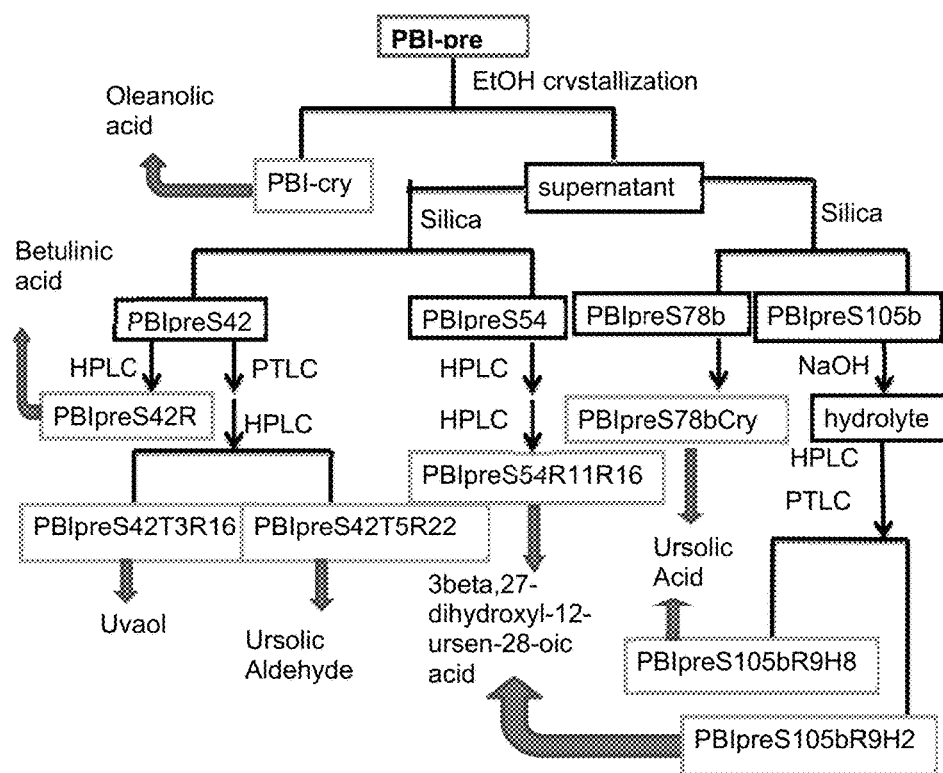 PBI-pre
EtOH crystallization
Oleanolic
acid
PBI-cry
supernatant
Silica
Silica
Betulinic
acid
PBIpreS42
PBIpreS54
PBIpreS78b
PBIpreS105b
HPLC
PTLC
HPLC
NaOH
PBIpreS42R
HPLC
HPLC
PBIpreS78bCry
hydrolyte
HPLC
PBIpreS54R11R16
PTLC
PBIpreS42T3R16
PBIpreS42T5R22
Uvaol
Ursolic
Aldehyde
3beta,27-
dihydroxyl-12-
ursen-28-oic
acid
Ursolic
Acid
PBIpreS105bR9H8
PBIpreS105bR9H2